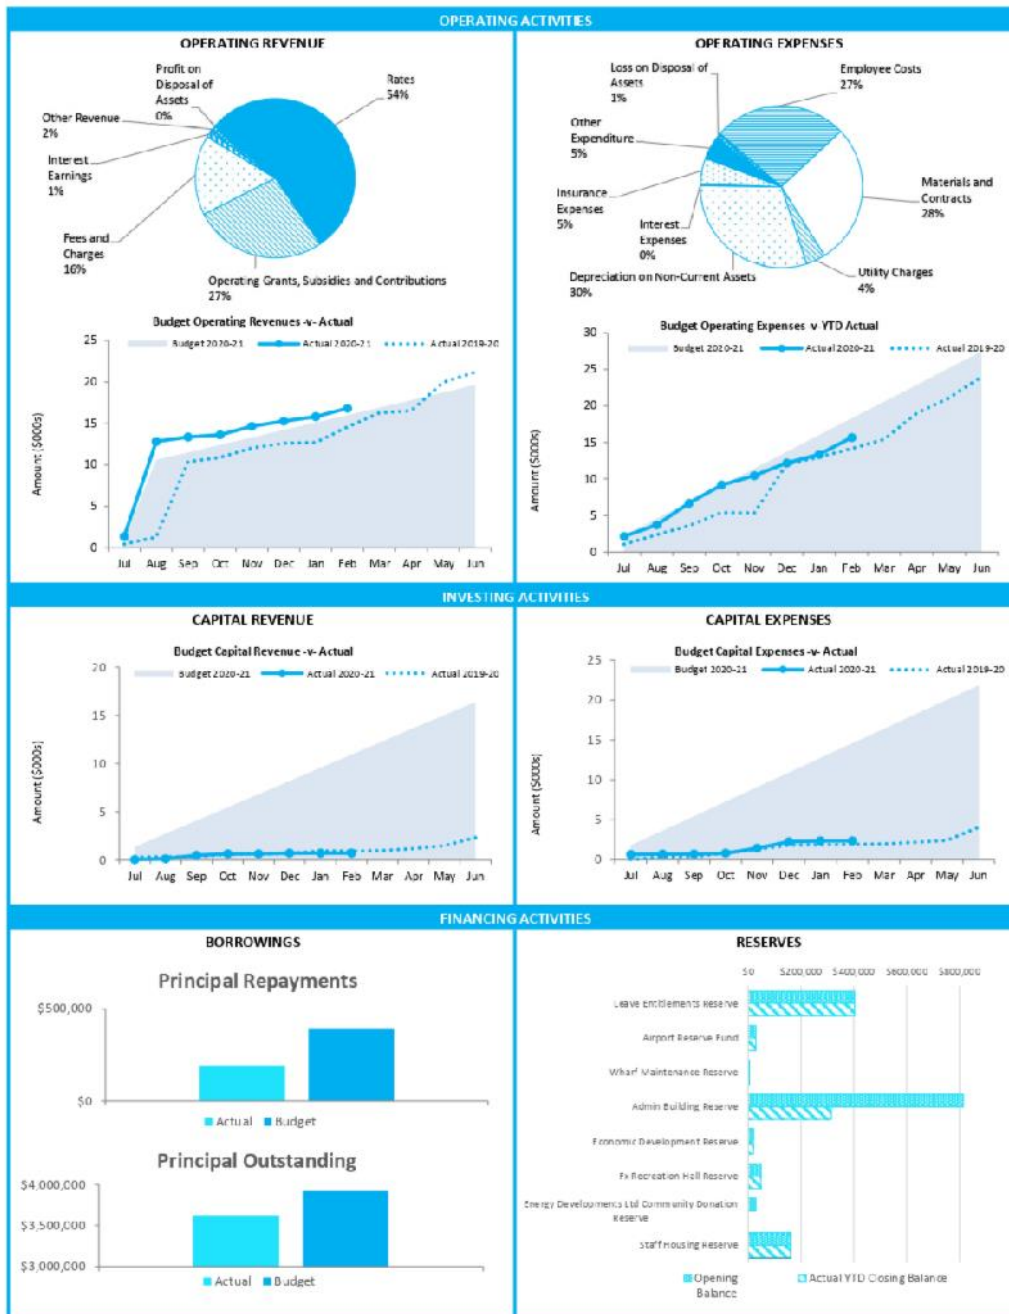 OPERATING ACTIVITIES
OPERATING REVENUE
Profit on
Disposal of
Assets
0%
Rates
54%
Other Revenue
2%
Interest
Earnings
1%
Fees and
Charges
16%
Operating Grants, Subsidies and Contributions
27%
OPERATING EXPENSES
Loss on Disposal of
Assets
1%
Employee Costs
27%
Other
Expenditure
5%
Insurance
Expenses
5%
Materials and
Contracts
28%
Interest
Expenses
0%
Depreciation on Non-Current Assets
30%
Utility Charges
4%
Budget Operating Revenues -v- Actual
Budget 2020-21 Actual 2020-21 Actual 2019-20
Amount ($000s)
25
20
15
10
5
0
Jul Aug Sep Oct Nov Dec Jan Feb Mar Apr May Jun
Budget Operating Expenses -v- YTD Actual
Budget 2020-21 Actual 2020-21 Actual 2019-20
Amount ($000s)
30
25
20
15
10
5
0
Jul Aug Sep Oct Nov Dec Jan Feb Mar Apr May Jun
INVESTING ACTIVITIES
CAPITAL REVENUE
Budget Capital Revenue -v- Actual
Budget 2020-21 Actual 2020-21 Actual 2019-20
Amount ($000s)
20
15
10
5
0
Jul Aug Sep Oct Nov Dec Jan Feb Mar Apr May Jun
CAPITAL EXPENSES
Budget Capital Expenses -v- Actual
Budget 2020-21 Actual 2020-21 Actual 2019-20
Amount ($000s)
25
20
15
10
5
0
Jul Aug Sep Oct Nov Dec Jan Feb Mar Apr May Jun
FINANCING ACTIVITIES
BORROWINGS
Principal Repayments
$500,000
$0
Actual Budget
Principal Outstanding
$4,000,000
$3,500,000
$3,000,000
Actual Budget
RESERVES
$0 $200,000 $400,000 $600,000 $800,000
Leave Entitlements Reserve
Airport Reserve Fund
Wharf Maintenance Reserve
Admin Building Reserve
Economic Development Reserve
Fx Recreation Hall Reserve
Energy Developments Ltd Community Donation
Reserve
Staff Housing Reserve
Opening
Balance
Actual YTD Closing Balance